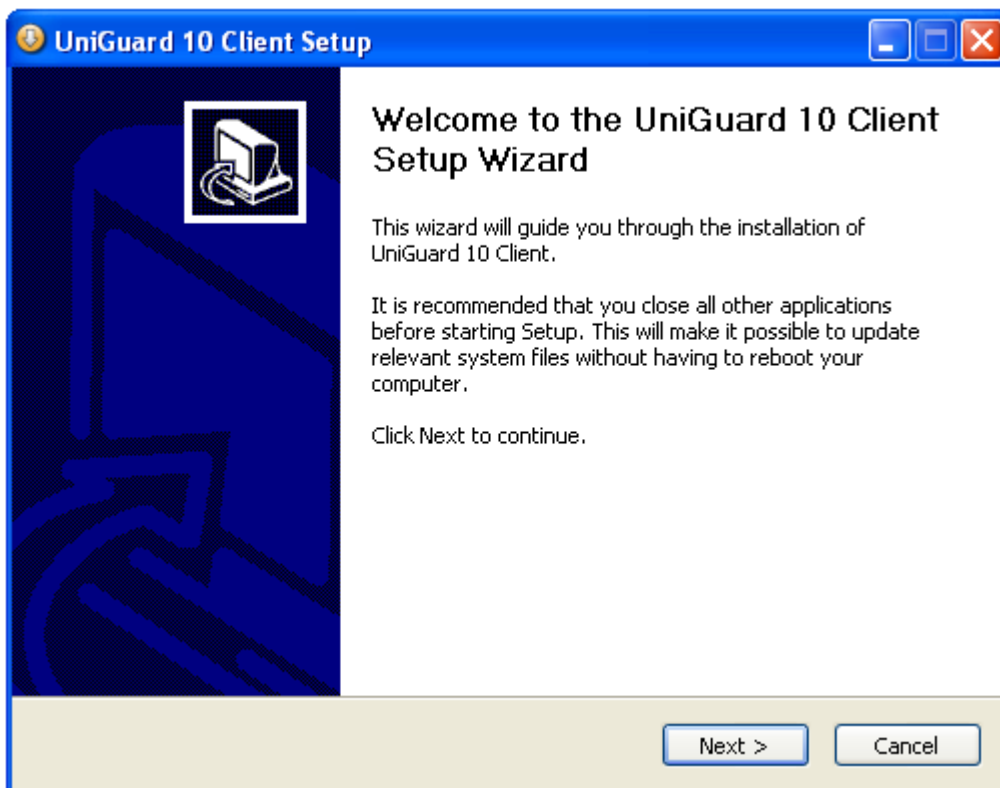 UniGuard 10 Client Setup
Welcome to the UniGuard 10 Client
Setup Wizard
This wizard will guide you through the installation of
UniGuard 10 Client.
It is recommended that you close all other applications
before starting Setup. This will make it possible to update
relevant system files without having to reboot your
computer.
Click Next to continue.
Next >
Cancel